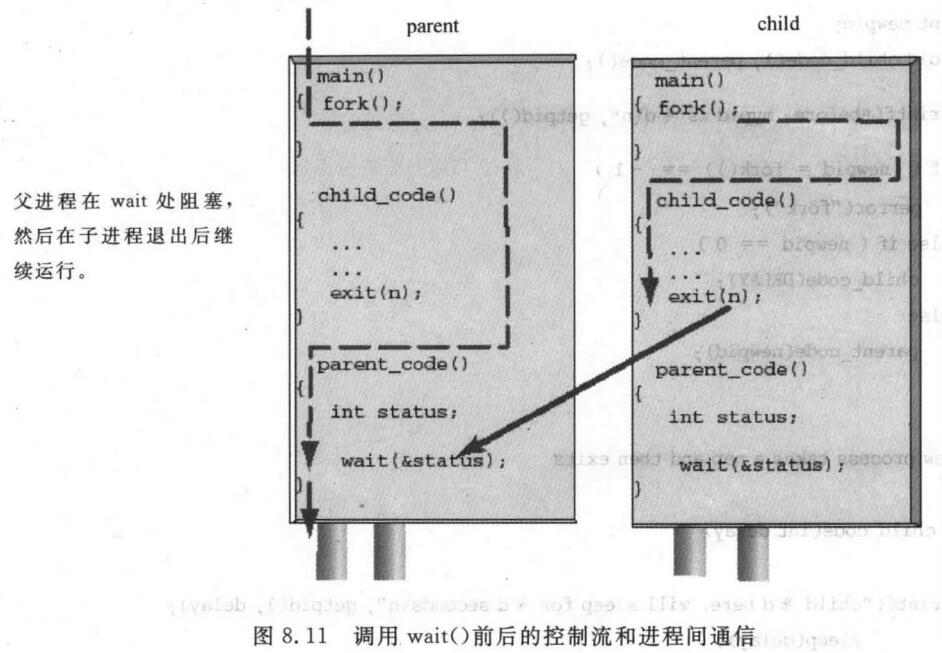 parent
child
main()
{ fork();
}
child_code()
{
...
...
exit(n);
}
parent_code()
{
int status;
wait(&status);
}
main()
{ fork();
}
child_code()
{
...
...
exit(n);
}
parent_code()
{
int status;
wait(&status);
}
父进程在 wait 处阻塞，
然后在子进程退出后继
续运行。
图 8.11 调用 wait()前后的控制流和进程间通信